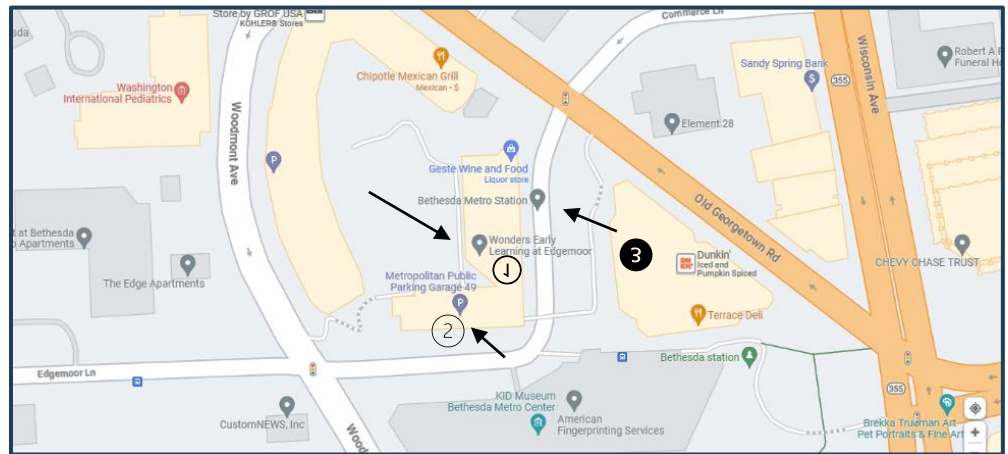 Store by GROF USA
KOHLER® Stores
Commerce Ln
Washington
International Pediatrics
Chipotle Mexican Grill
Mexican • $
Sandy Spring Bank
$
355
Wisconsin Ave
Robert A P
Funeral Ho
Woodmont Ave
P
Element 28
Geste Wine and Food
Liquor store
Bethesda Metro Station
Old Georgetown Rd
t at Bethesda
o Apartments
Wonders Early
Learning at Edgemoor
1
3
Dunkin'
Iced and
Pumpkin Spiced
CHEVY CHASE TRUST
The Edge Apartments
Metropolitan Public
Parking Garage 49
P
2
Terrace Deli
Bethesda station
Edgemoor Ln
355
KID Museum
Bethesda Metro Center
American
Fingerprinting Services
CustomNEWS, Inc
Wood
Brekka Truaman Art-
Pet Portraits & Fine Art
+